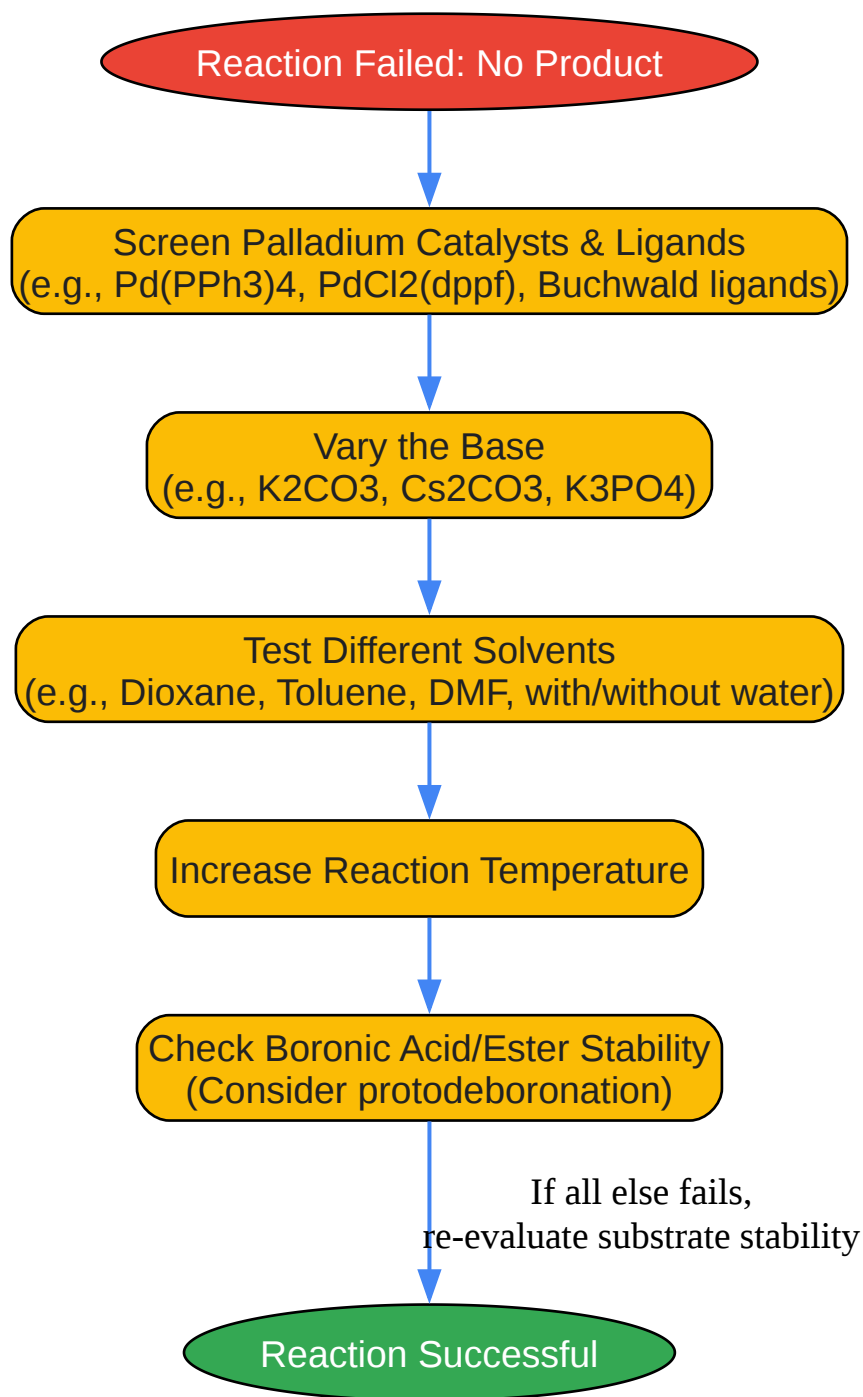 Reaction Failed: No Product
Screen Palladium Catalysts & Ligands
(e.g., Pd(PPh3)4, PdCl2(dppf), Buchwald ligands)
Vary the Base
(e.g., K2CO3, Cs2CO3, K3PO4)
Test Different Solvents
(e.g., Dioxane, Toluene, DMF, with/without water)
Increase Reaction Temperature
Check Boronic Acid/Ester Stability
(Consider protodeboronation)
If all else fails,
re-evaluate substrate stability
Reaction Successful